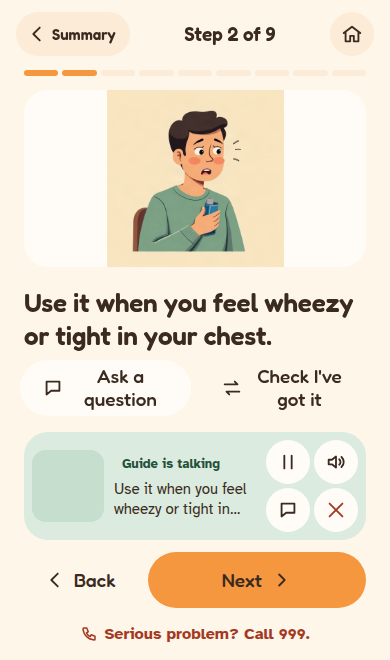 Summary
Step 2 of 9
Use it when you feel wheezy
or tight in your chest.
Ask a
question
Check I've
got it
Guide is talking
Use it when you feel
wheezy or tight in...
Back
Next
Serious problem? Call 999.